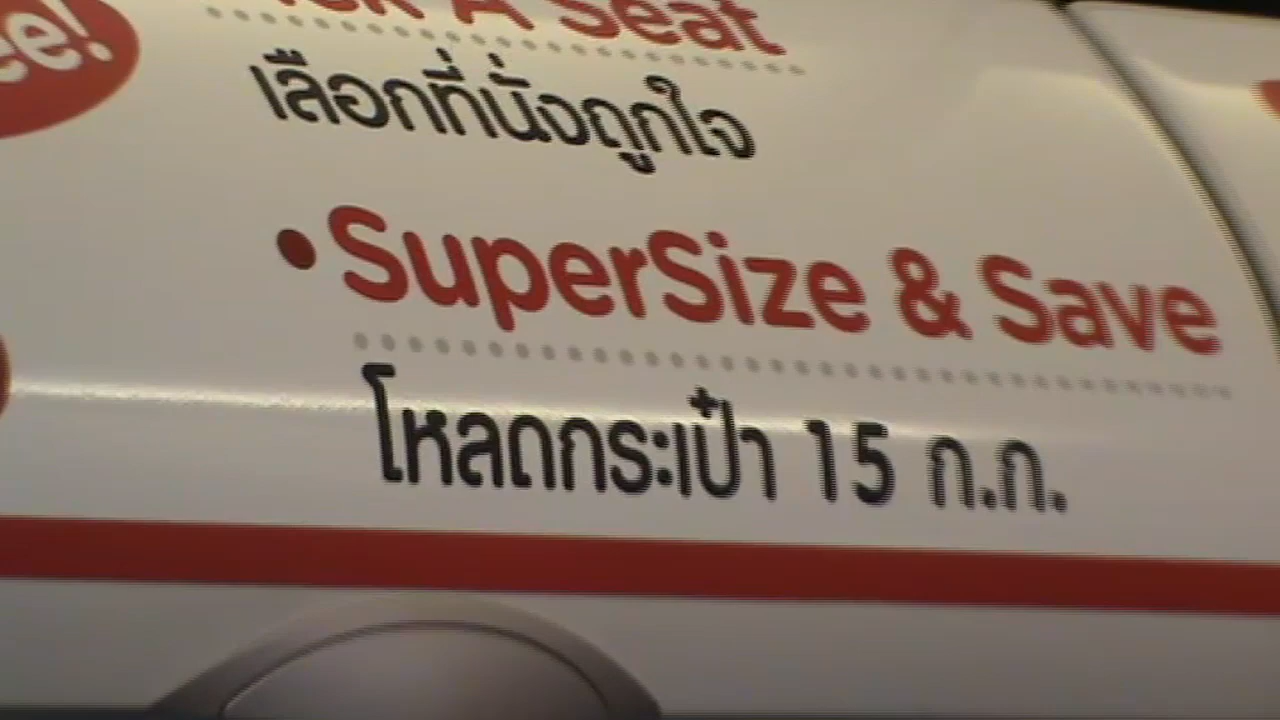 A Seat
เลือกที่นั่งถูกใจ
• SuperSize & Save
โหลดกระเป๋า 15 ก.ก.